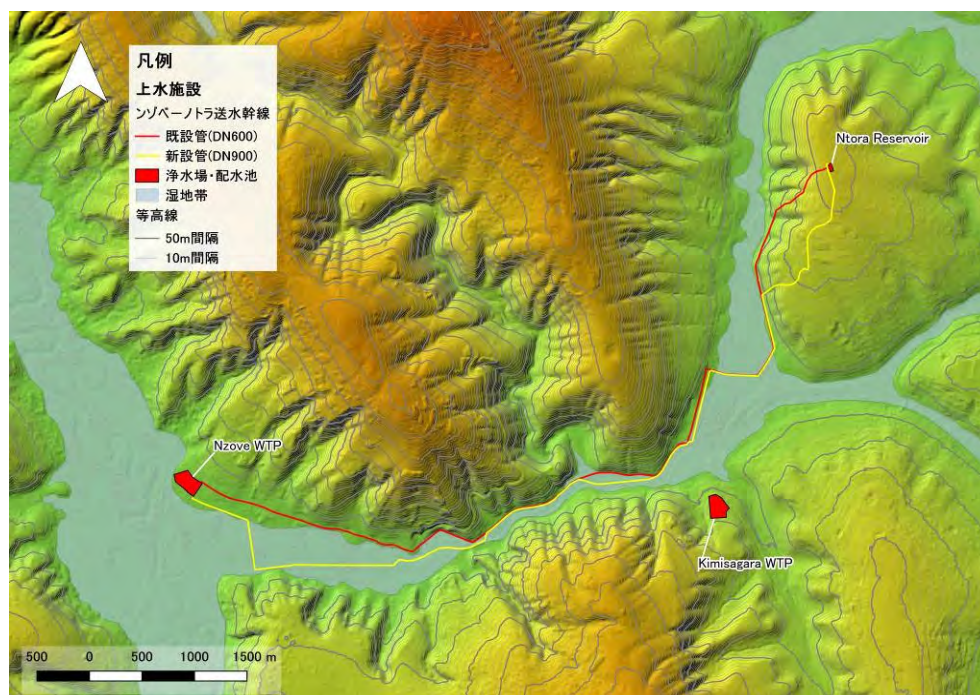 凡例
上水施設
ンゾベーノトラ送水幹線
既設管(DN600)
新設管(DN900)
浄水場・配水池
湿地帯
等高線
50m間隔
10m間隔
Ntora Reservoir
Nzove WTP
Kimisagara WTP
-500 0 500 1000 1500 m